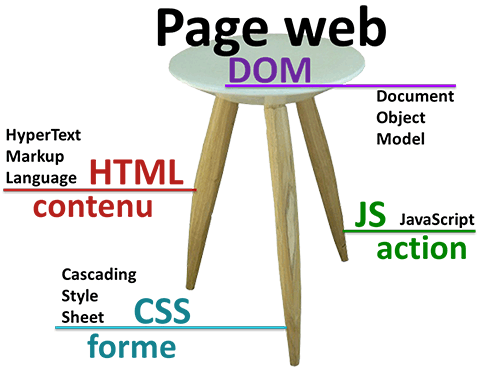 Page web
DOM
Document
Object
Model
HyperText
Markup
Language HTML
contenu
JS JavaScript
action
Cascading
Style
Sheet CSS
forme